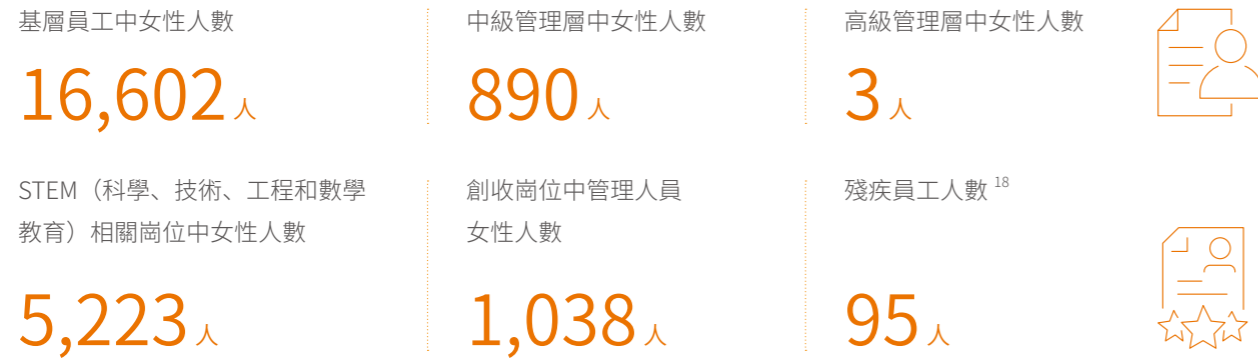 基層員工中女性人數
16,602人
中級管理層中女性人數
890人
高級管理層中女性人數
3人
STEM（科學、技術、工程和數學
教育）相關崗位中女性人數
5,223人
創收崗位中管理人員
女性人數
1,038人
殘疾員工人數 18
95人